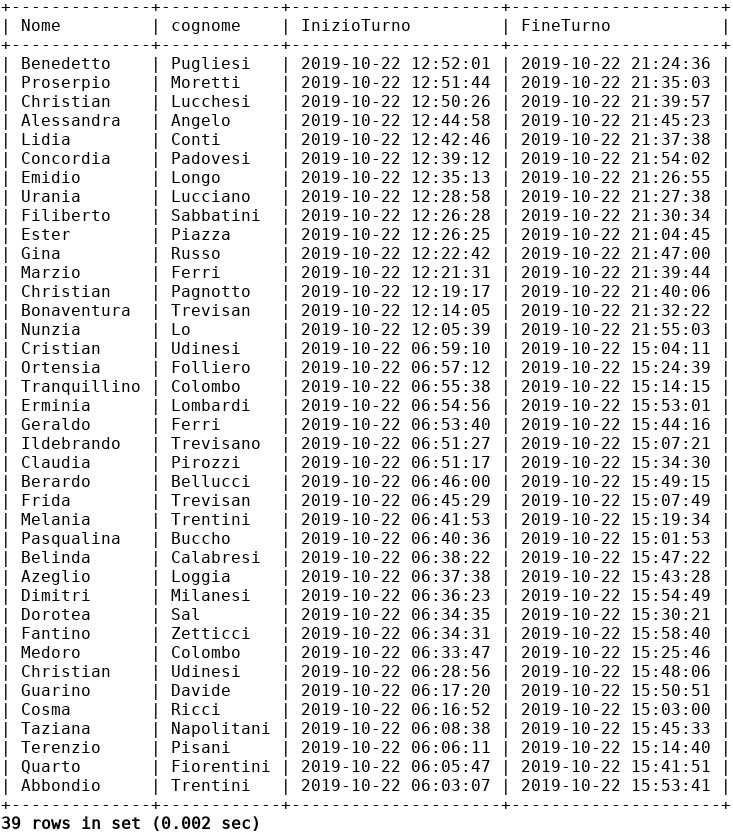 +--------------+------------+---------------------+---------------------+
| Nome         | cognome    | InizioTurno         | FineTurno           |
+--------------+------------+---------------------+---------------------+
| Benedetto    | Pugliesi   | 2019-10-22 12:52:01 | 2019-10-22 21:24:36 |
| Proserpio    | Moretti    | 2019-10-22 12:51:44 | 2019-10-22 21:35:03 |
| Christian    | Lucchesi   | 2019-10-22 12:50:26 | 2019-10-22 21:39:57 |
| Alessandra   | Angelo     | 2019-10-22 12:44:58 | 2019-10-22 21:45:23 |
| Lidia        | Conti      | 2019-10-22 12:42:46 | 2019-10-22 21:37:38 |
| Concordia    | Padovesi   | 2019-10-22 12:39:12 | 2019-10-22 21:54:02 |
| Emidio       | Longo      | 2019-10-22 12:35:13 | 2019-10-22 21:26:55 |
| Urania       | Lucciano   | 2019-10-22 12:28:58 | 2019-10-22 21:27:38 |
| Filiberto    | Sabbatini  | 2019-10-22 12:26:28 | 2019-10-22 21:30:34 |
| Ester        | Piazza     | 2019-10-22 12:26:25 | 2019-10-22 21:04:45 |
| Gina         | Russo      | 2019-10-22 12:22:42 | 2019-10-22 21:47:00 |
| Marzio       | Ferri      | 2019-10-22 12:21:31 | 2019-10-22 21:39:44 |
| Christian    | Pagnotto   | 2019-10-22 12:19:17 | 2019-10-22 21:40:06 |
| Bonaventura  | Trevisan   | 2019-10-22 12:14:05 | 2019-10-22 21:32:22 |
| Nunzia       | Lo         | 2019-10-22 12:05:39 | 2019-10-22 21:55:03 |
| Cristian     | Udinesi    | 2019-10-22 06:59:10 | 2019-10-22 15:04:11 |
| Ortensia     | Folliero   | 2019-10-22 06:57:12 | 2019-10-22 15:24:39 |
| Tranquillino | Colombo    | 2019-10-22 06:55:38 | 2019-10-22 15:14:15 |
| Erminia      | Lombardi   | 2019-10-22 06:54:56 | 2019-10-22 15:53:01 |
| Geraldo      | Ferri      | 2019-10-22 06:53:40 | 2019-10-22 15:44:16 |
| Ildebrando   | Trevisano  | 2019-10-22 06:51:27 | 2019-10-22 15:07:21 |
| Claudia      | Pirozzi    | 2019-10-22 06:51:17 | 2019-10-22 15:34:30 |
| Berardo      | Bellucci   | 2019-10-22 06:46:00 | 2019-10-22 15:49:15 |
| Frida        | Trevisan   | 2019-10-22 06:45:29 | 2019-10-22 15:07:49 |
| Melania      | Trentini   | 2019-10-22 06:41:53 | 2019-10-22 15:19:34 |
| Pasqualina   | Buccho     | 2019-10-22 06:40:36 | 2019-10-22 15:01:53 |
| Belinda      | Calabresi  | 2019-10-22 06:38:22 | 2019-10-22 15:47:22 |
| Azeglio      | Loggia     | 2019-10-22 06:37:38 | 2019-10-22 15:43:28 |
| Dimitri      | Milanesi   | 2019-10-22 06:36:23 | 2019-10-22 15:54:49 |
| Dorotea      | Sal        | 2019-10-22 06:34:35 | 2019-10-22 15:30:21 |
| Fantino      | Zetticci   | 2019-10-22 06:34:31 | 2019-10-22 15:58:40 |
| Medoro       | Colombo    | 2019-10-22 06:33:47 | 2019-10-22 15:25:46 |
| Christian    | Udinesi    | 2019-10-22 06:28:56 | 2019-10-22 15:48:06 |
| Guarino      | Davide     | 2019-10-22 06:17:20 | 2019-10-22 15:50:51 |
| Cosma        | Ricci      | 2019-10-22 06:16:52 | 2019-10-22 15:03:00 |
| Taziana      | Napolitani | 2019-10-22 06:08:38 | 2019-10-22 15:45:33 |
| Terenzio     | Pisani     | 2019-10-22 06:06:11 | 2019-10-22 15:14:40 |
| Quarto       | Fiorentini | 2019-10-22 06:05:47 | 2019-10-22 15:41:51 |
| Abbondio     | Trentini   | 2019-10-22 06:03:07 | 2019-10-22 15:53:41 |
+--------------+------------+---------------------+---------------------+
39 rows in set (0.002 sec)